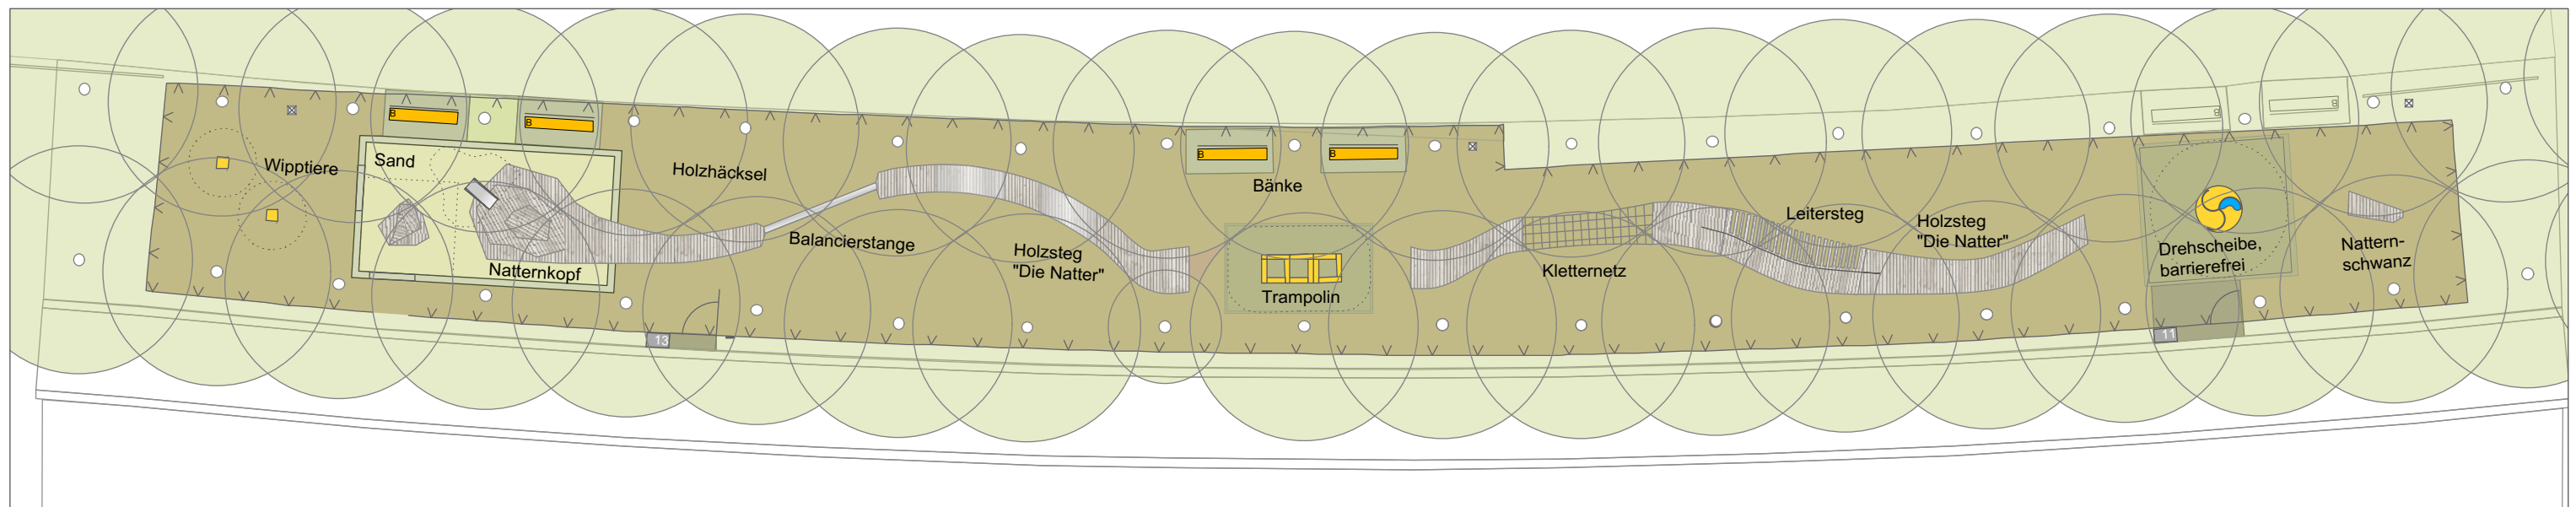 B
B
Wipptiere
Sand
Natternkopf
Holzhäcksel
Balancierstange
13
Holzsteg
"Die Natter"
B
B
Bänke
Trampolin
Kletternetz
Leitersteg
Holzsteg
"Die Natter"
B
B
Drehscheibe,
barrierefrei
11
Nattern-
schwanz